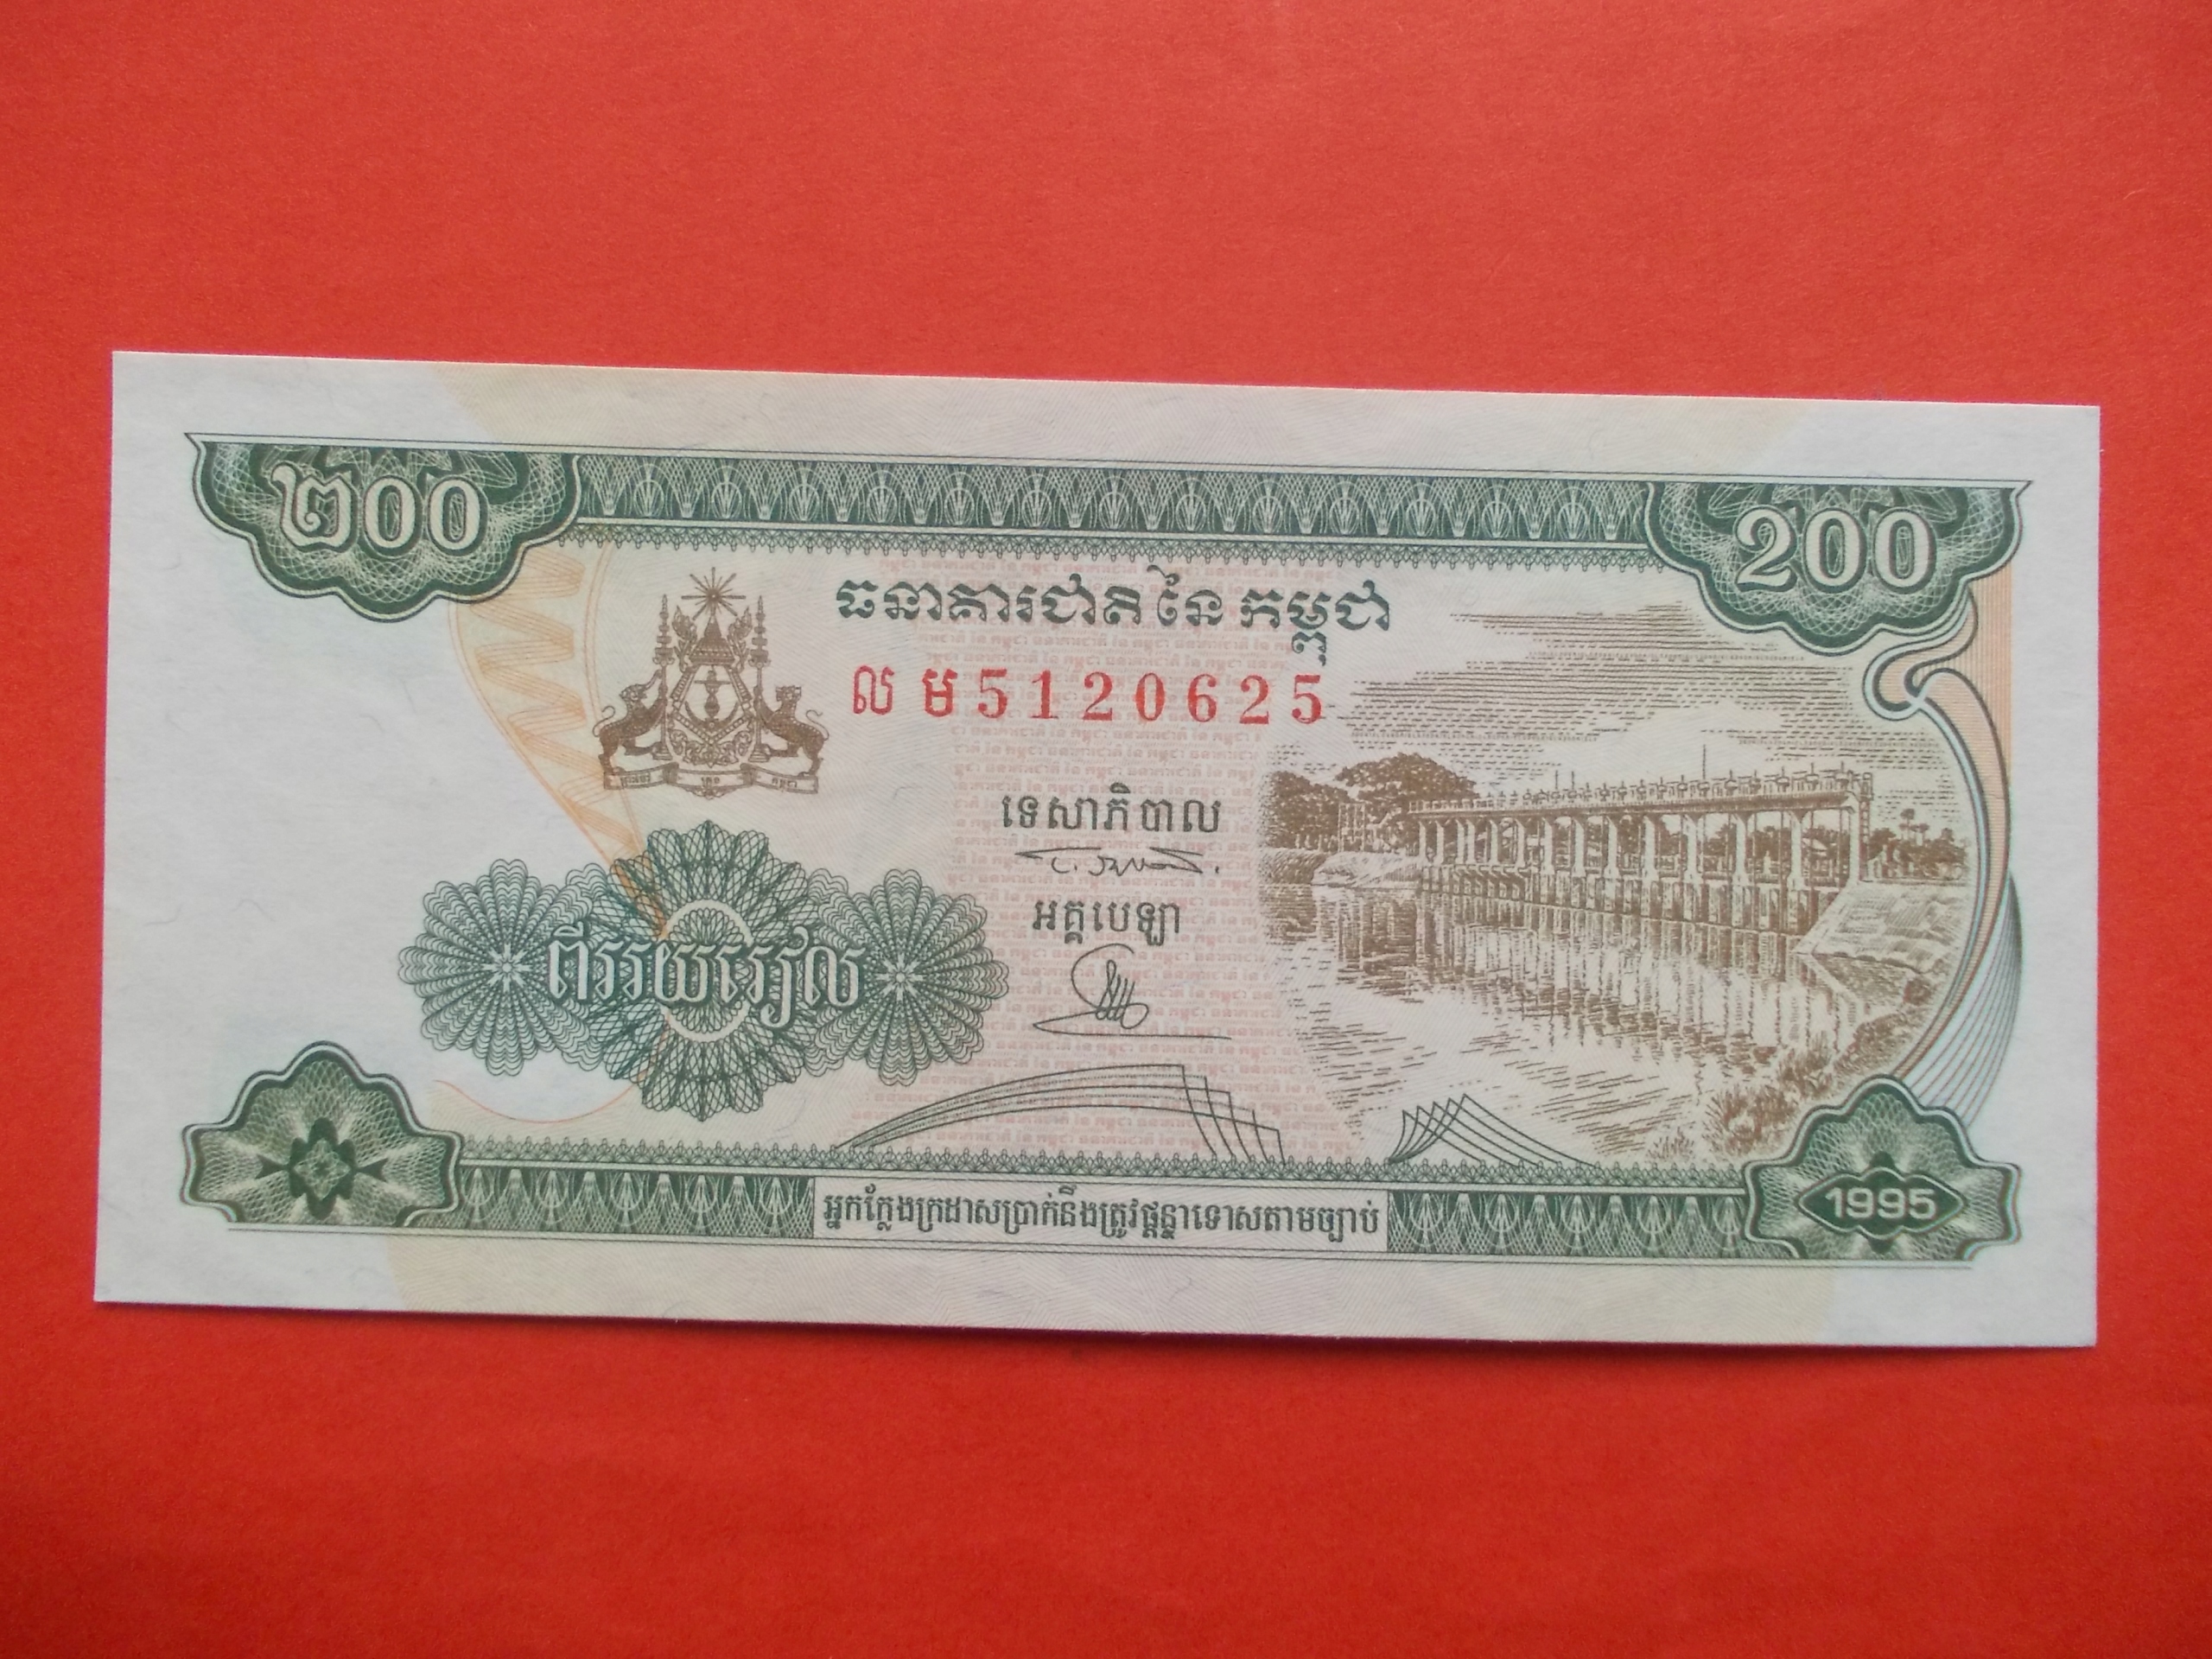 ២០០
200
ធនាគារជាតិ នៃ កម្ពុជា
ល ម 5120625
ទេសាភិបាល
អគ្គបេឡា
ពីររយរៀល
អ្នកក្លែងក្រដាសប្រាក់នឹងត្រូវផ្ដន្ទាទោសតាមច្បាប់
1995